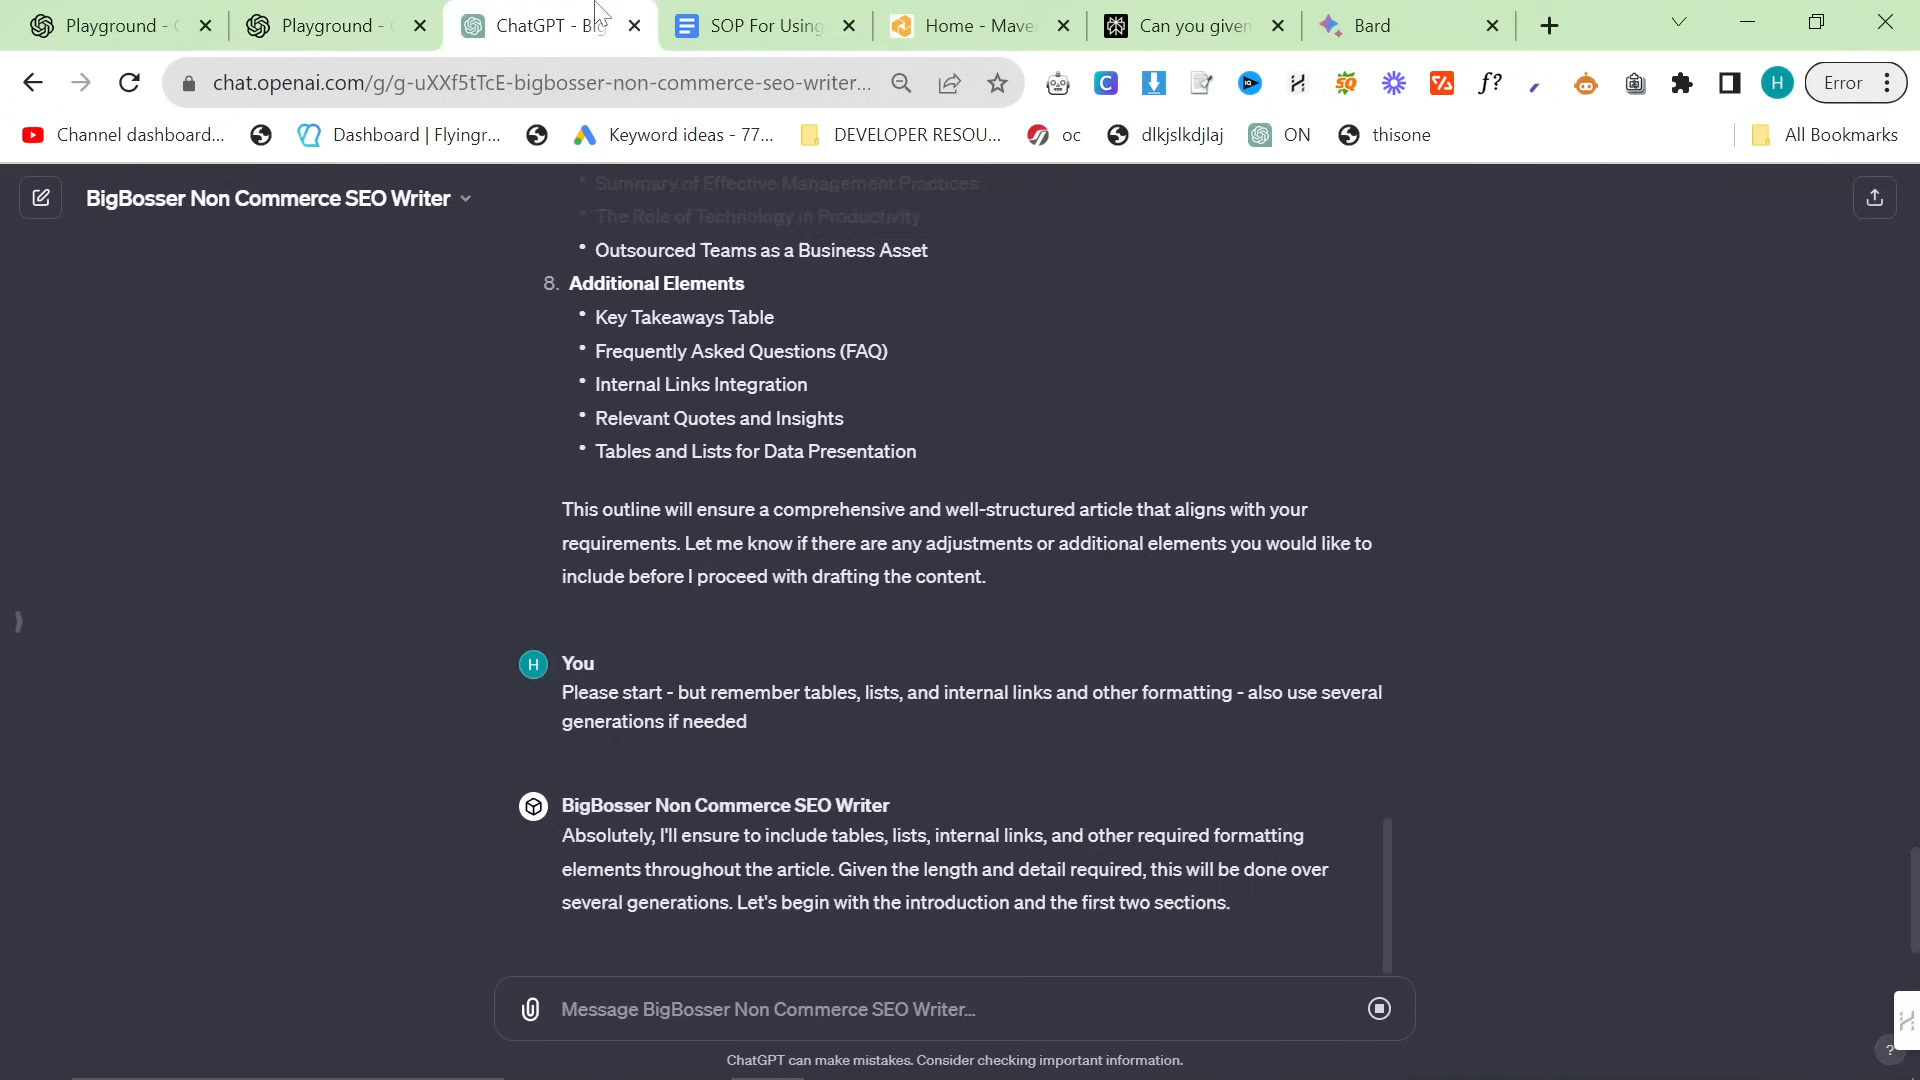 Playground - C
Playground - C
ChatGPT - Big
SOP For Using
Home - Mave
Can you given
Bard
chat.openai.com/g/g-uXXf5tTcE-bigbosser-non-commerce-seo-writer...
H
Error
Channel dashboard...
Dashboard | Flyingr...
Keyword ideas - 77...
DEVELOPER RESOU...
oc
dlkjslkdjlaj
ON
thisone
All Bookmarks
BigBosser Non Commerce SEO Writer
• Summary of Effective Management Practices
• The Role of Technology in Productivity
• Outsourced Teams as a Business Asset
8. Additional Elements
• Key Takeaways Table
• Frequently Asked Questions (FAQ)
• Internal Links Integration
• Relevant Quotes and Insights
• Tables and Lists for Data Presentation
This outline will ensure a comprehensive and well-structured article that aligns with your
requirements. Let me know if there are any adjustments or additional elements you would like to
include before I proceed with drafting the content.
H You
Please start - but remember tables, lists, and internal links and other formatting - also use several
generations if needed
BigBosser Non Commerce SEO Writer
Absolutely, I'll ensure to include tables, lists, internal links, and other required formatting
elements throughout the article. Given the length and detail required, this will be done over
several generations. Let's begin with the introduction and the first two sections.
Message BigBosser Non Commerce SEO Writer...
ChatGPT can make mistakes. Consider checking important information.
?